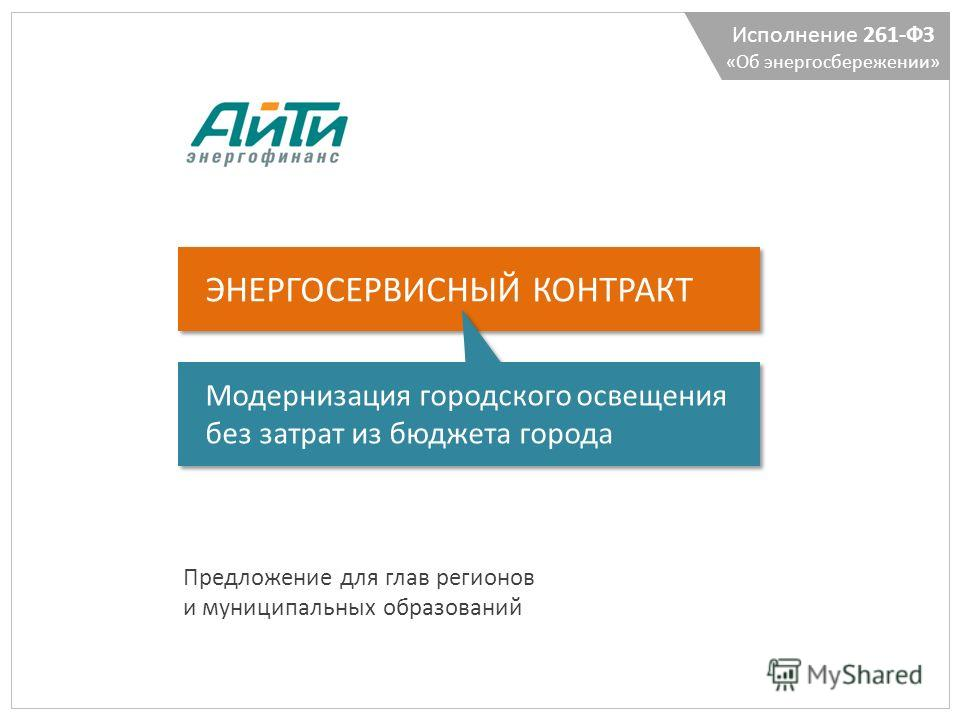 Исполнение 261-ФЗ
«Об энергосбережении»
АйТи
энергофинанс
ЭНЕРГОСЕРВИСНЫЙ КОНТРАКТ
Модернизация городского освещения
без затрат из бюджета города
Предложение для глав регионов
и муниципальных образований
MyShared